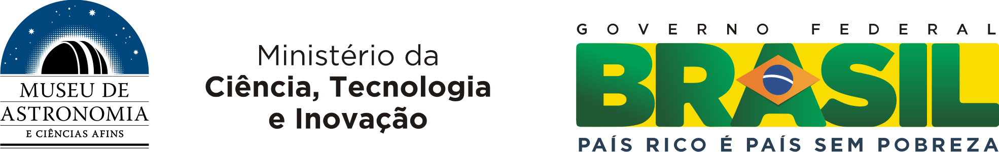 MUSEU DE
ASTRONOMIA
E CIÊNCIAS AFINS
Ministério da
Ciência, Tecnologia
e Inovação
GOVERNO FEDERAL
BRASIL
PAÍS RICO É PAÍS SEM POBREZA